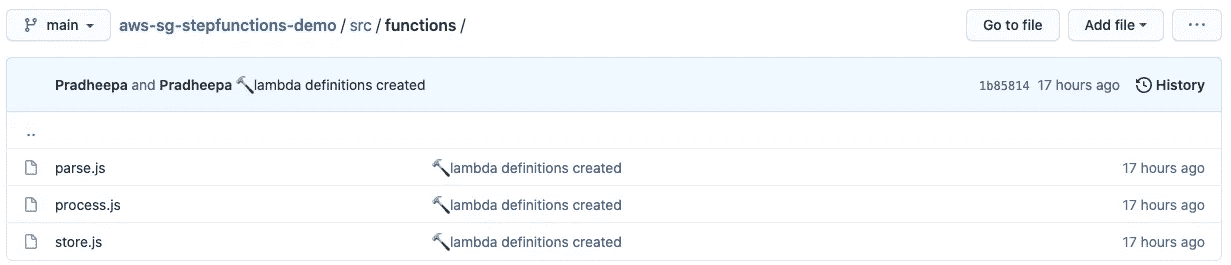 main aws-sg-stepfunctions-demo / src / functions / Go to file Add file ...
Pradheepa and Pradheepa 🔨lambda definitions created 1b85814 17 hours ago History
..
parse.js 🔨lambda definitions created 17 hours ago
process.js 🔨lambda definitions created 17 hours ago
store.js 🔨lambda definitions created 17 hours ago